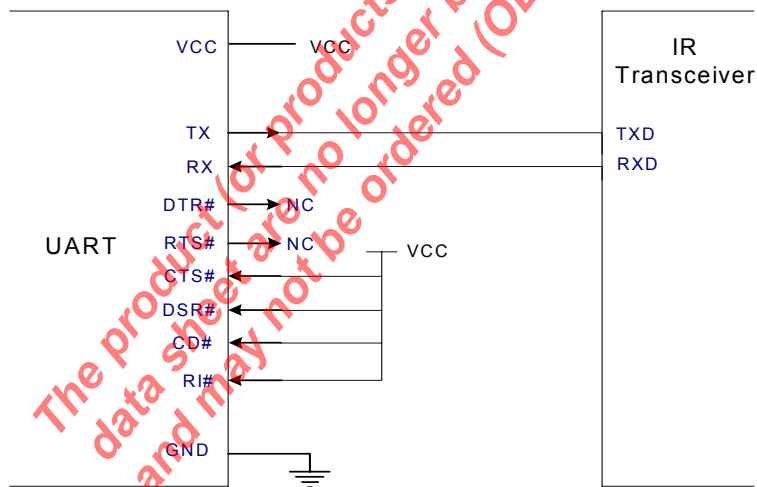 VCC
VCC
IR
Transceiver
TX
TXD
RX
RXD
DTR#
NC
RTS#
NC
UART
VCC
CTS#
DSR#
CD#
RI#
GND
The product (or products
data sheet are no longer
and may not be ordered